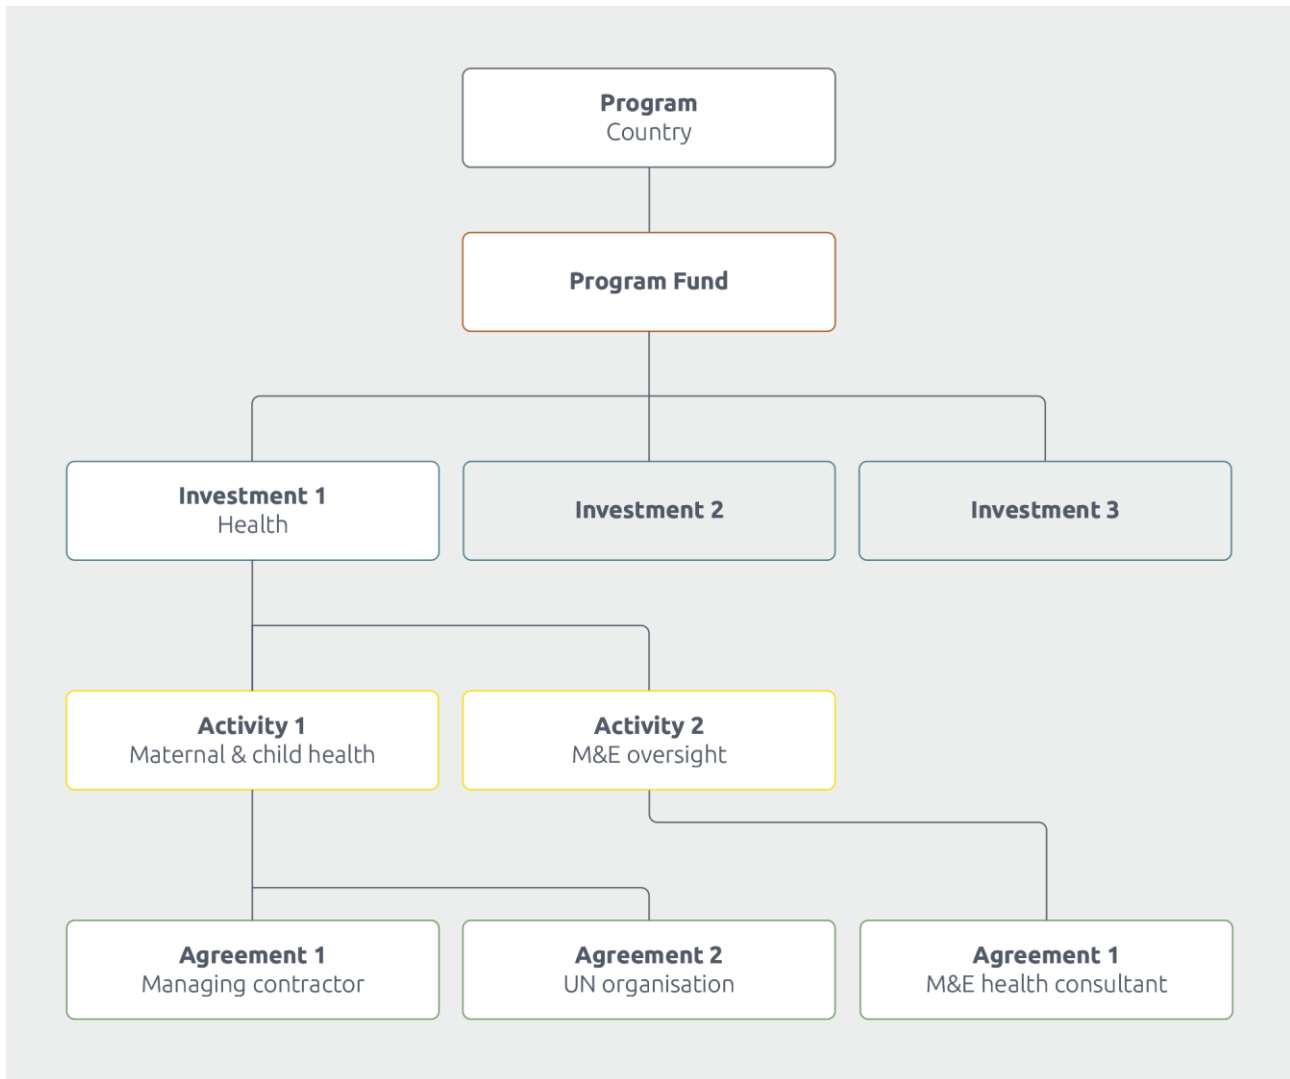 Program
Country
Program Fund
Investment 1
Health
Investment 2
Investment 3
Activity 1
Maternal & child health
Activity 2
M&E oversight
Agreement 1
Managing contractor
Agreement 2
UN organisation
Agreement 1
M&E health consultant